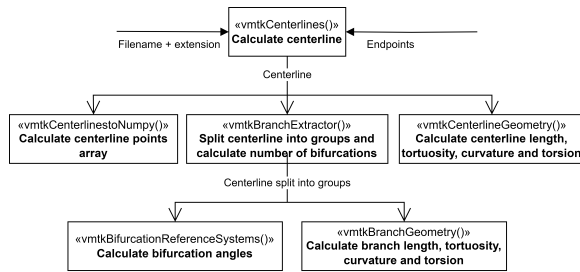 «vmtkCenterlines()»
Calculate centerline
Filename + extension
Endpoints
Centerline
«vmtkCenterlinestoNumpy()»
Calculate centerline points
array
«vmtkBranchExtractor()»
Split centerline into groups and
calculate number of bifurcations
«vmtkCenterlineGeometry()»
Calculate centerline length,
tortuosity, curvature and torsion
Centerline split into groups
«vmtkBifurcationReferenceSystems()»
Calculate bifurcation angles
«vmtkBranchGeometry()»
Calculate branch length, tortuosity,
curvature and torsion